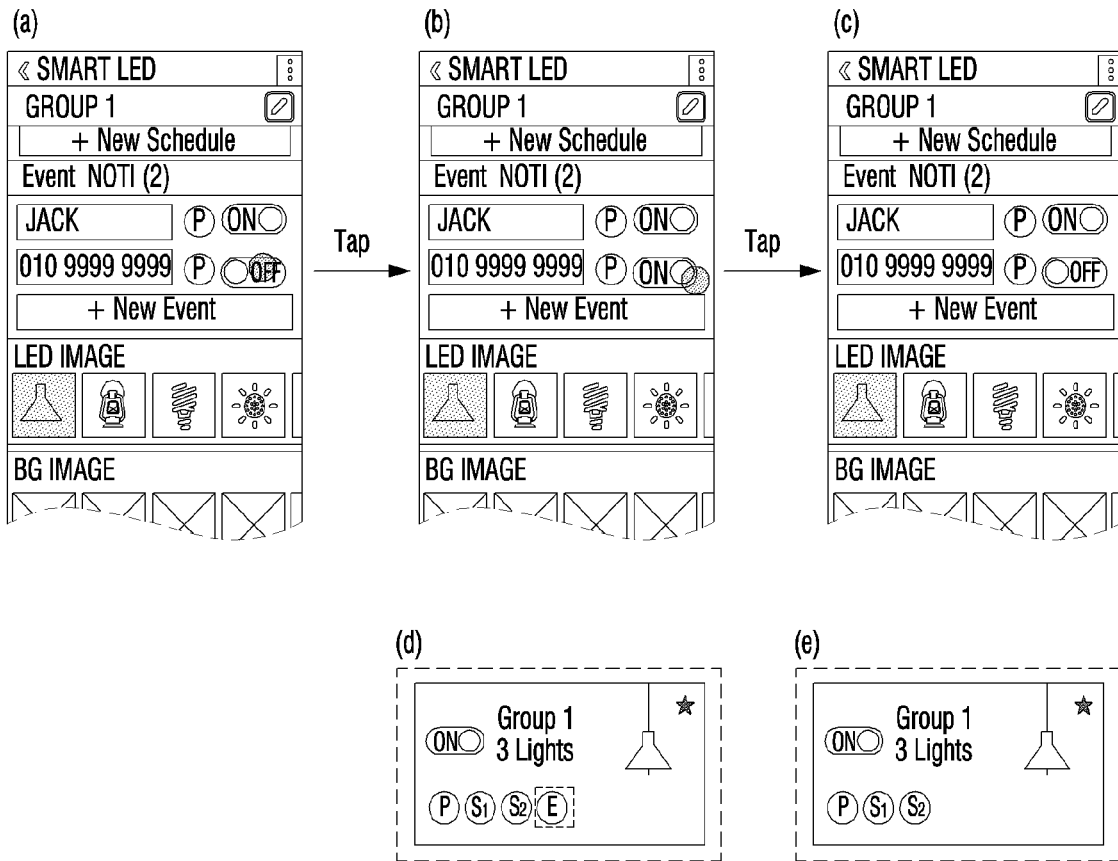 (a)
« SMART LED
GROUP 1
+ New Schedule
Event NOTI (2)
JACK P ON
010 9999 9999 P OFF
+ New Event
LED IMAGE
BG IMAGE
Tap
(b)
« SMART LED
GROUP 1
+ New Schedule
Event NOTI (2)
JACK P ON
010 9999 9999 P ON
+ New Event
LED IMAGE
BG IMAGE
Tap
(c)
« SMART LED
GROUP 1
+ New Schedule
Event NOTI (2)
JACK P ON
010 9999 9999 P OFF
+ New Event
LED IMAGE
BG IMAGE
(d)
Group 1
ON 3 Lights
P S1 S2 E
(e)
Group 1
ON 3 Lights
P S1 S2